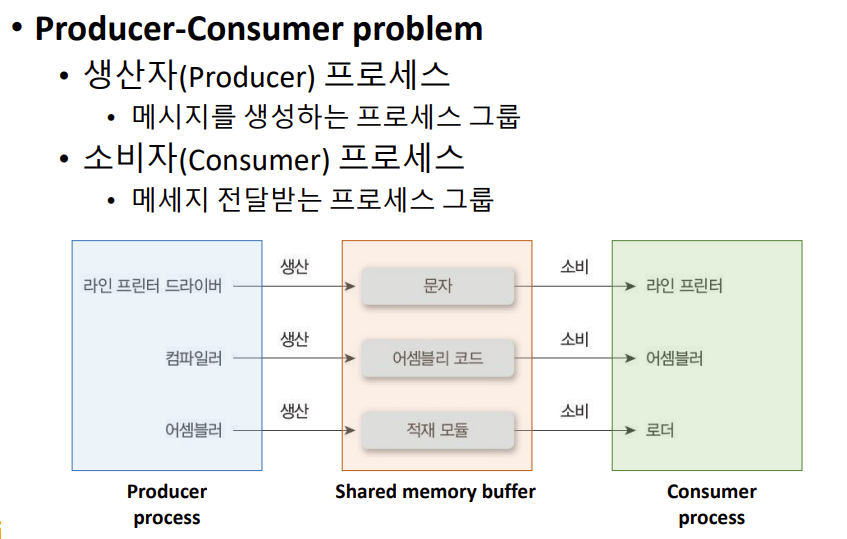 • Producer-Consumer problem
• 생산자(Producer) 프로세스
• 메시지를 생성하는 프로세스 그룹
• 소비자(Consumer) 프로세스
• 메세지 전달받는 프로세스 그룹
라인 프린터 드라이버 생산 문자 소비 라인 프린터
컴파일러 생산 어셈블리 코드 소비 어셈블러
어셈블러 생산 적재 모듈 소비 로더
Producer process
Shared memory buffer
Consumer process